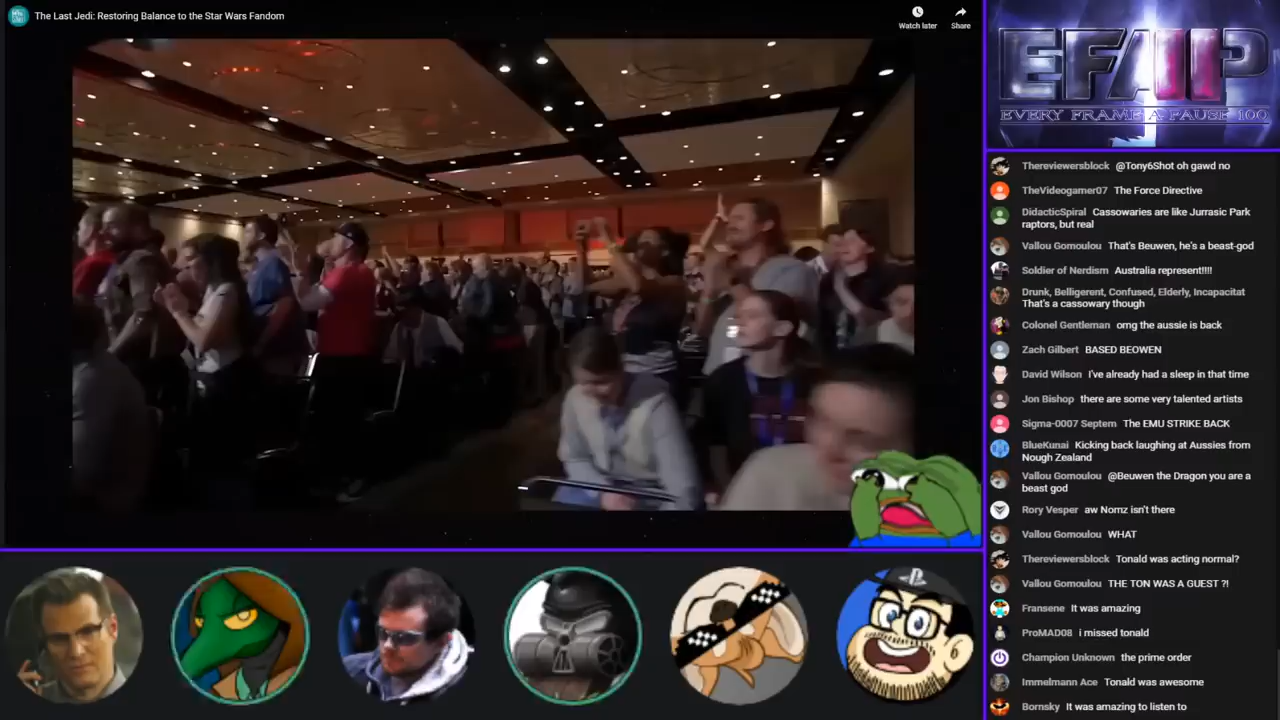 The Last Jedi: Restoring Balance to the Star Wars Fandom
Watch later
Share
EFAP
EVERY FRAME A PAUSE 100
Thereviewersblock @Tony6Shot oh gawd no
TheVideogamer07 The Force Directive
DidacticSpiral Cassowaries are like Jurrasic Park
raptors, but real
Vallou Gomoulou That's Beuwen, he's a beast-god
Soldier of Nerdism Australia represent!!!!
Drunk, Belligerent, Confused, Elderly, Incapacitat
That's a cassowary though
Colonel Gentleman omg the aussie is back
Zach Gilbert BASED BEOWEN
David Wilson I've already had a sleep in that time
Jon Bishop there are some very talented artists
Sigma-0007 Septem The EMU STRIKE BACK
BlueKunai Kicking back laughing at Aussies from
Nough Zealand
Vallou Gomoulou @Beuwen the Dragon you are a
beast god
Rory Vesper aw Nomz isn't there
Vallou Gomoulou WHAT
Thereviewersblock Tonald was acting normal?
Vallou Gomoulou THE TON WAS A GUEST ?!
Fransene It was amazing
ProMAD08 i missed tonald
Champion Unknown the prime order
Immelmann Ace Tonald was awesome
Bornsky It was amazing to listen to